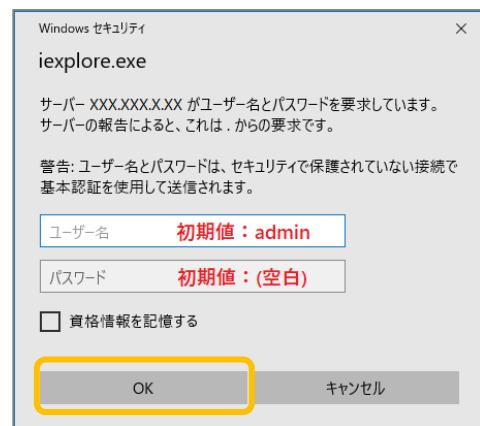 Windows セキュリティ
iexplore.exe
サーバー XXX.XXX.X.XX がユーザー名とパスワードを要求しています。
サーバーの報告によると、これは . からの要求です。
警告: ユーザー名とパスワードは、セキュリティで保護されていない接続で
基本認証を使用して送信されます。
ユーザー名 初期値：admin
パスワード 初期値：(空白)
資格情報を記憶する
OK キャンセル